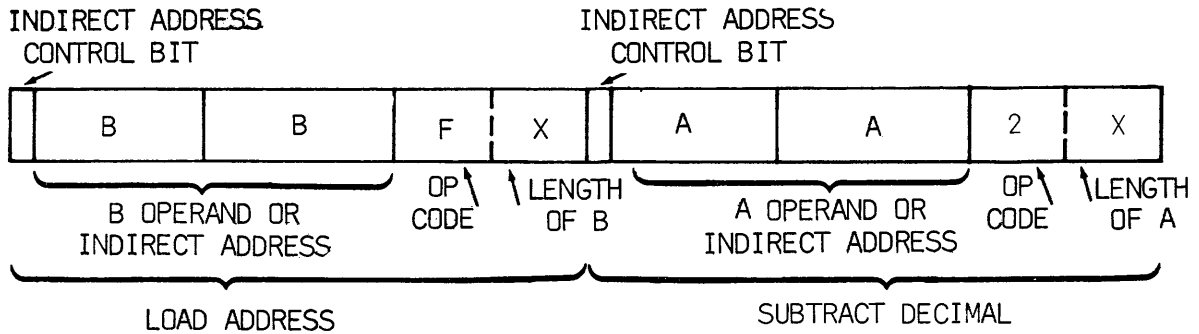 INDIRECT ADDRESS
CONTROL BIT
INDIRECT ADDRESS
CONTROL BIT
B B F X A A 2 X
B OPERAND OR
INDIRECT ADDRESS
OP
CODE
LENGTH
OF B
A OPERAND OR
INDIRECT ADDRESS
OP
CODE
LENGTH
OF A
LOAD ADDRESS
SUBTRACT DECIMAL